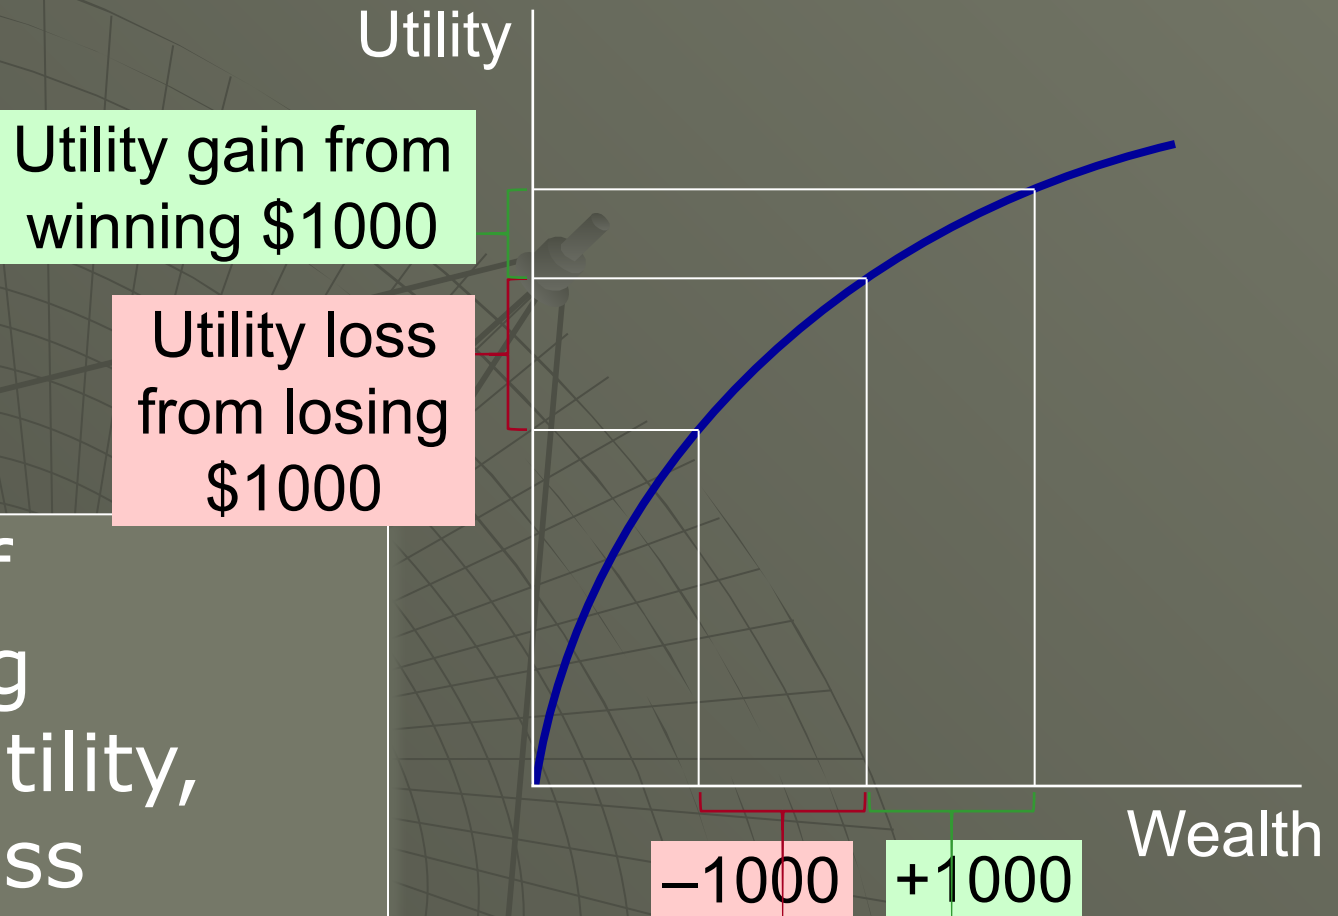 Utility
Utility gain from
winning $1000
Utility loss
from losing
$1000
tility,
ss
Wealth
–1000
+1000